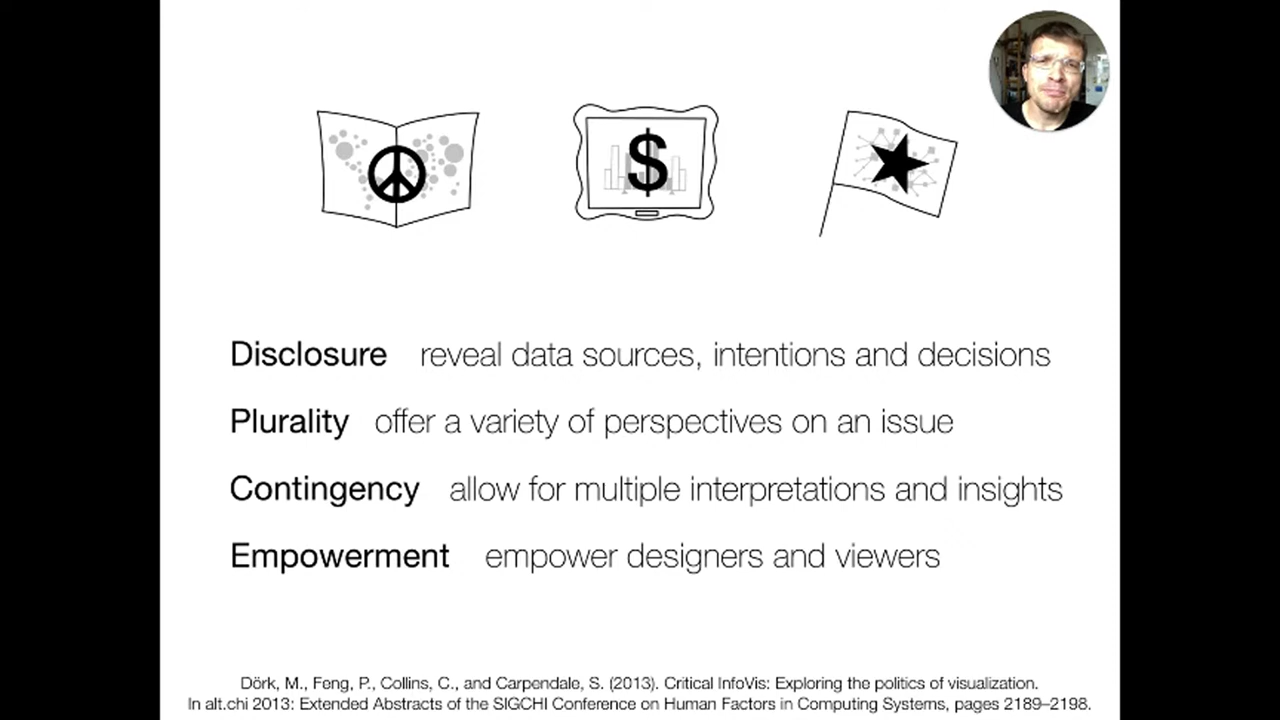 $
Disclosure reveal data sources, intentions and decisions
Plurality offer a variety of perspectives on an issue
Contingency allow for multiple interpretations and insights
Empowerment empower designers and viewers
Dörk, M., Feng, P., Collins, C., and Carpendale, S. (2013). Critical InfoVis: Exploring the politics of visualization.
In alt.chi 2013: Extended Abstracts of the SIGCHI Conference on Human Factors in Computing Systems, pages 2189–2198.